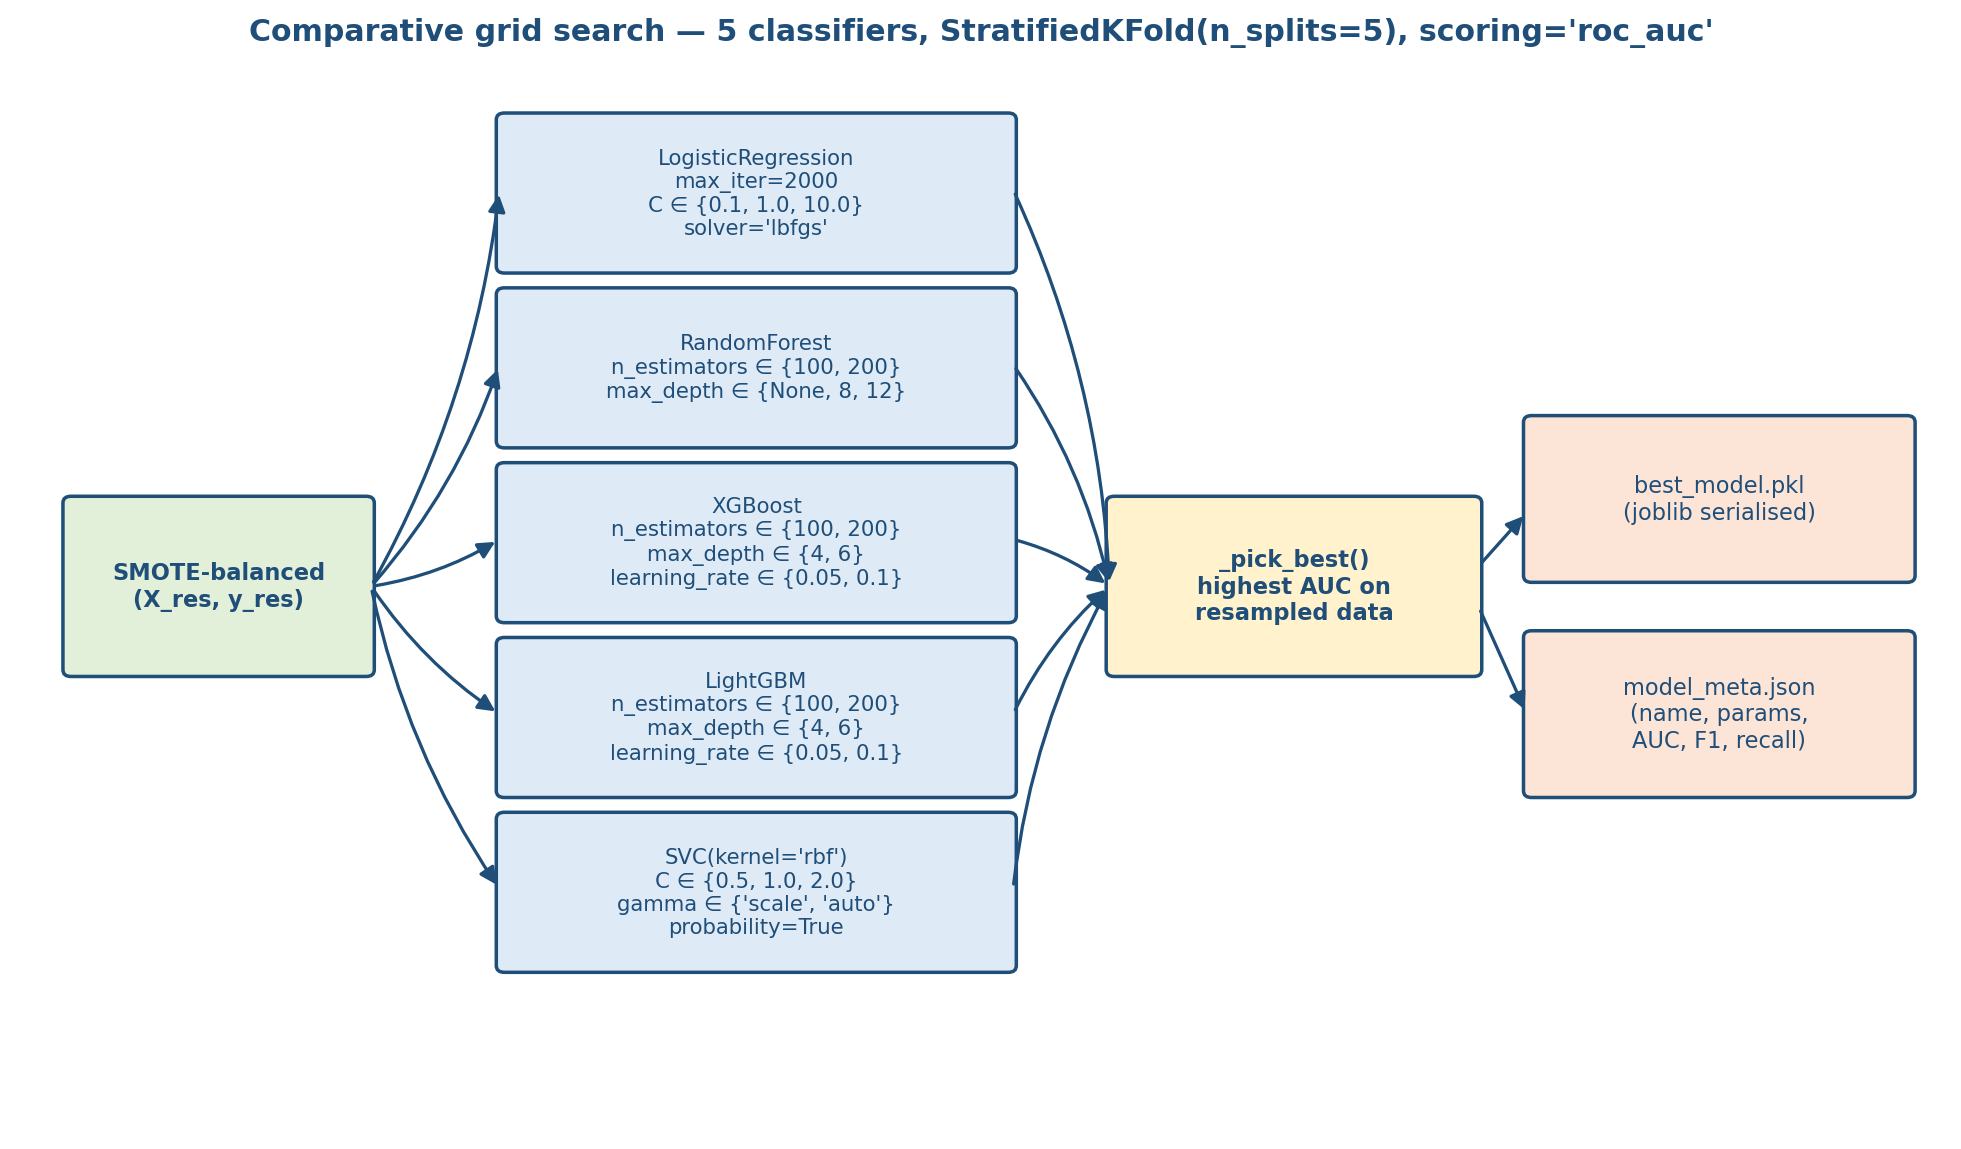 Comparative grid search — 5 classifiers, StratifiedKFold(n_splits=5), scoring='roc_auc'
SMOTE-balanced
(X_res, y_res)
LogisticRegression
max_iter=2000
C ∈ {0.1, 1.0, 10.0}
solver='lbfgs'
RandomForest
n_estimators ∈ {100, 200}
max_depth ∈ {None, 8, 12}
XGBoost
n_estimators ∈ {100, 200}
max_depth ∈ {4, 6}
learning_rate ∈ {0.05, 0.1}
LightGBM
n_estimators ∈ {100, 200}
max_depth ∈ {4, 6}
learning_rate ∈ {0.05, 0.1}
SVC(kernel='rbf')
C ∈ {0.5, 1.0, 2.0}
gamma ∈ {'scale', 'auto'}
probability=True
_pick_best()
highest AUC on
resampled data
best_model.pkl
(joblib serialised)
model_meta.json
(name, params,
AUC, F1, recall)